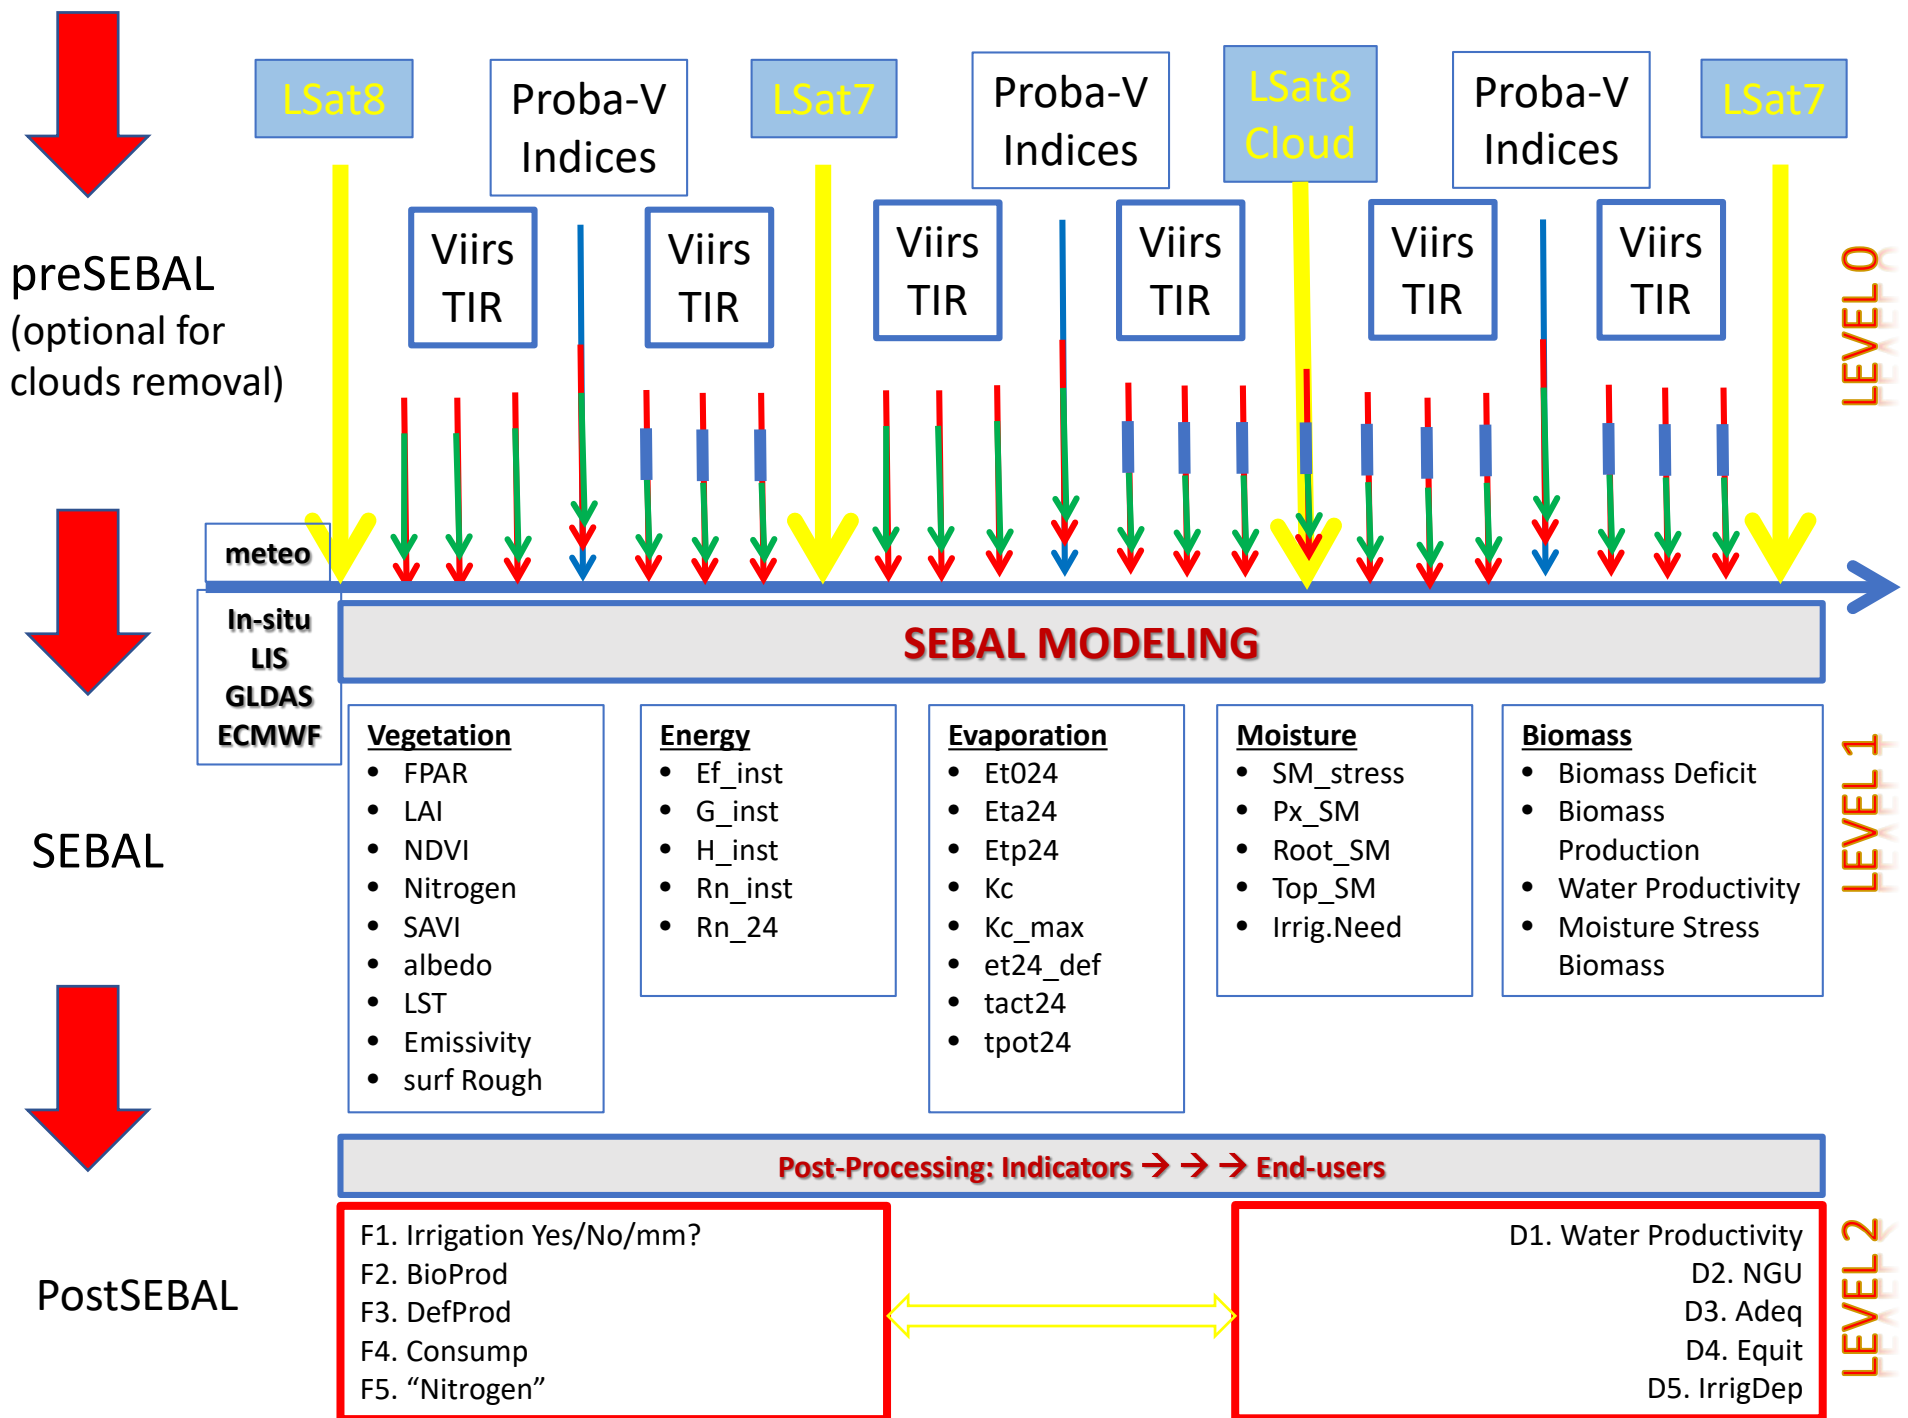 LSat8
Proba-V
Indices
LSat7
Proba-V
Indices
LSat8
Cloud
Proba-V
Indices
LSat7
Viirs
TIR
Viirs
TIR
Viirs
TIR
Viirs
TIR
Viirs
TIR
Viirs
TIR
preSEBAL
(optional for
clouds removal)
LEVEL 0
meteo
In-situ
LIS
GLDAS
ECMWF
SEBAL MODELING
SEBAL
Vegetation
• FPAR
• LAI
• NDVI
• Nitrogen
• SAVI
• albedo
• LST
• Emissivity
• surf Rough
Energy
• Ef_inst
• G_inst
• H_inst
• Rn_inst
• Rn_24
Evaporation
• Et024
• Eta24
• Etp24
• Kc
• Kc_max
• et24_def
• tact24
• tpot24
Moisture
• SM_stress
• Px_SM
• Root_SM
• Top_SM
• Irrig.Need
Biomass
• Biomass Deficit
• Biomass
Production
• Water Productivity
• Moisture Stress
Biomass
LEVEL 1
Post-Processing: Indicators → → → End-users
PostSEBAL
F1. Irrigation Yes/No/mm?
F2. BioProd
F3. DefProd
F4. Consump
F5. “Nitrogen”
D1. Water Productivity
D2. NGU
D3. Adeq
D4. Equit
D5. IrrigDep
LEVEL 2